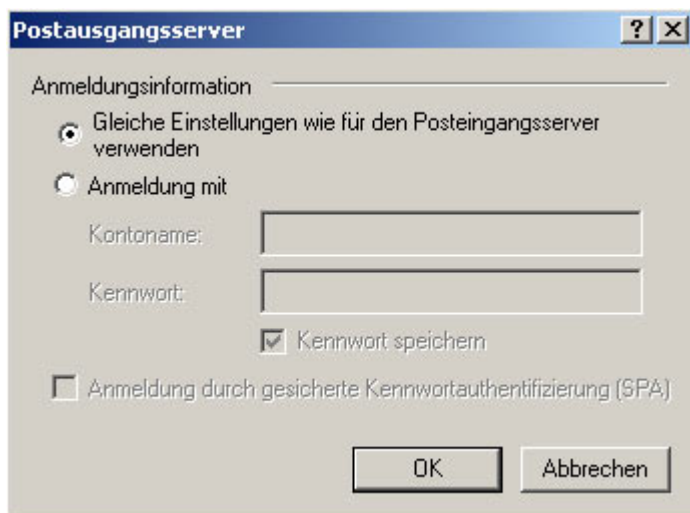 Postausgangsserver
Anmeldungsinformation
Gleiche Einstellungen wie für den Posteingangsserver
verwenden
Anmeldung mit
Kontoname:
Kennwort:
Kennwort speichern
Anmeldung durch gesicherte Kennwortauthentifizierung (SPA)
OK
Abbrechen